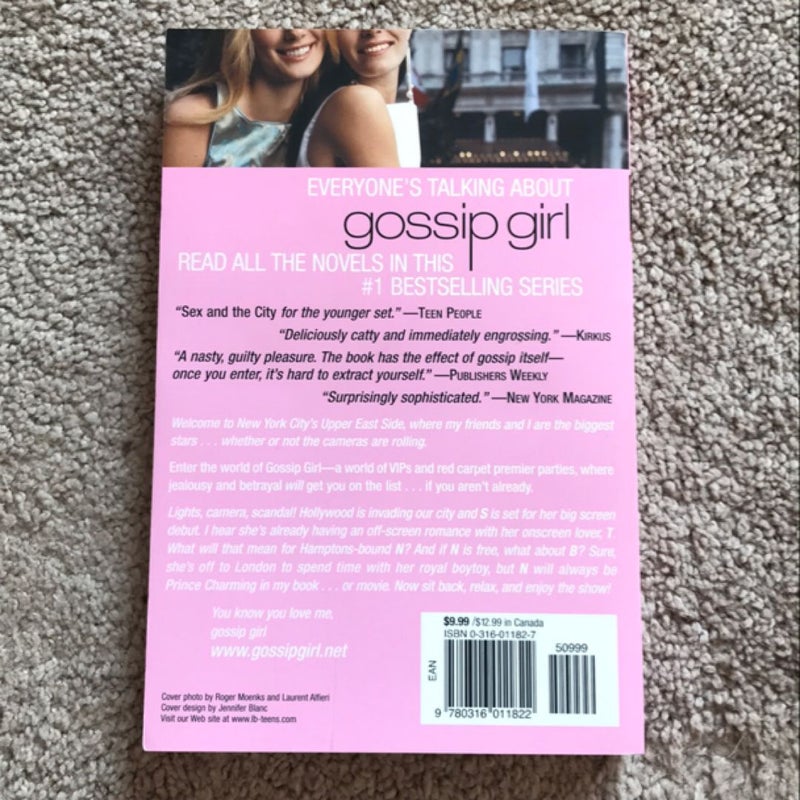 EVERYONE'S TALKING ABOUT
gossip girl
READ ALL THE NOVELS IN THIS
#1 BESTSELLING SERIES
"Sex and the City for the younger set." —TEEN PEOPLE
"Deliciously catty and immediately engrossing." —KIRKUS
"A nasty, guilty pleasure. The book has the effect of gossip itself—
once you enter, it's hard to extract yourself." —PUBLISHERS WEEKLY
"Surprisingly sophisticated." —NEW YORK MAGAZINE
Welcome to New York City's Upper East Side, where my friends and I are the biggest
stars . . . whether or not the cameras are rolling.
Enter the world of Gossip Girl—a world of VIPs and red carpet premier parties, where
jealousy and betrayal will get you on the list . . . if you aren't already.
Lights, camera, scandal! Hollywood is invading our city and S is set for her big screen
debut. I hear she's already having an off-screen romance with her onscreen lover, T.
What will that mean for Hamptons-bound N? And if N is free, what about B? Sure,
she's off to London to spend time with her royal boytoy, but N will always be
Prince Charming in my book . . . or movie. Now sit back, relax, and enjoy the show!
You know you love me,
gossip girl
www.gossipgirl.net
$9.99 /$12.99 in Canada
ISBN 0-316-01182-7
50999
EAN
9 780316 011822
Cover photo by Roger Moenks and Laurent Alfieri
Cover design by Jennifer Blanc
Visit our Web site at www.lb-teens.com